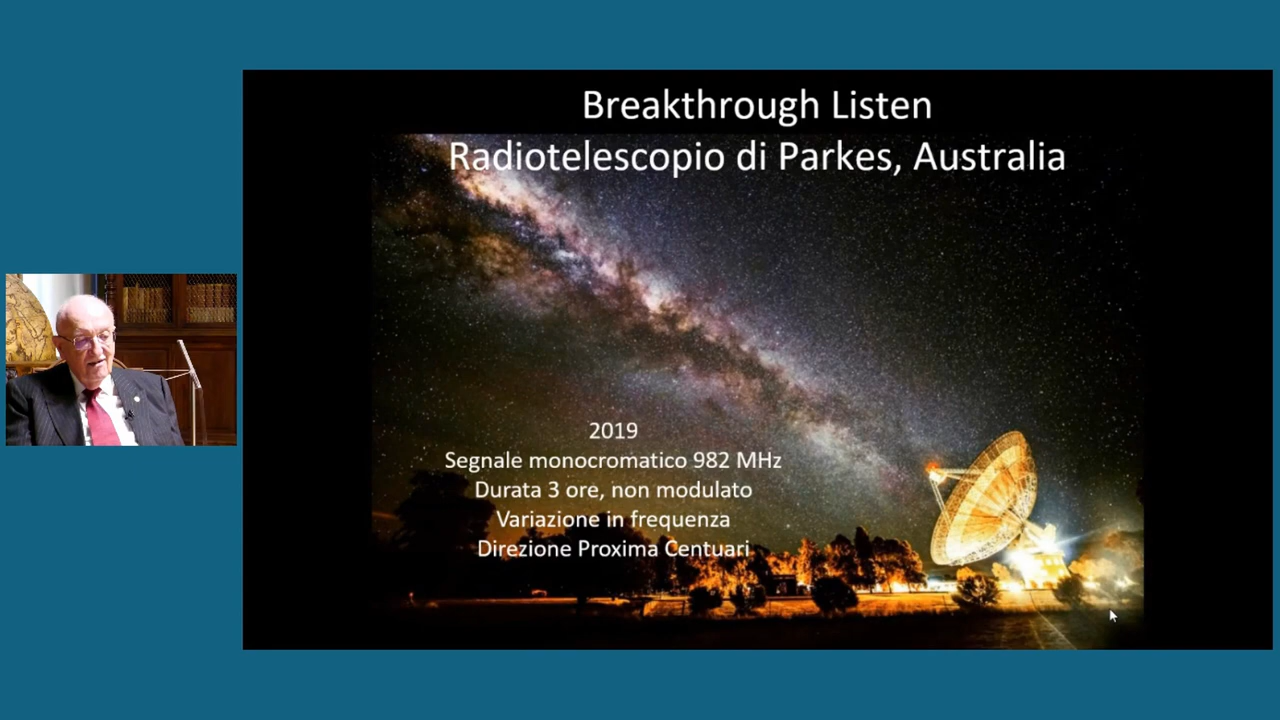 Breakthrough Listen
Radiotelescopio di Parkes, Australia
2019
Segnale monocromatico 982 MHz
Durata 3 ore, non modulato
Variazione in frequenza
Direzione Proxima Centuari